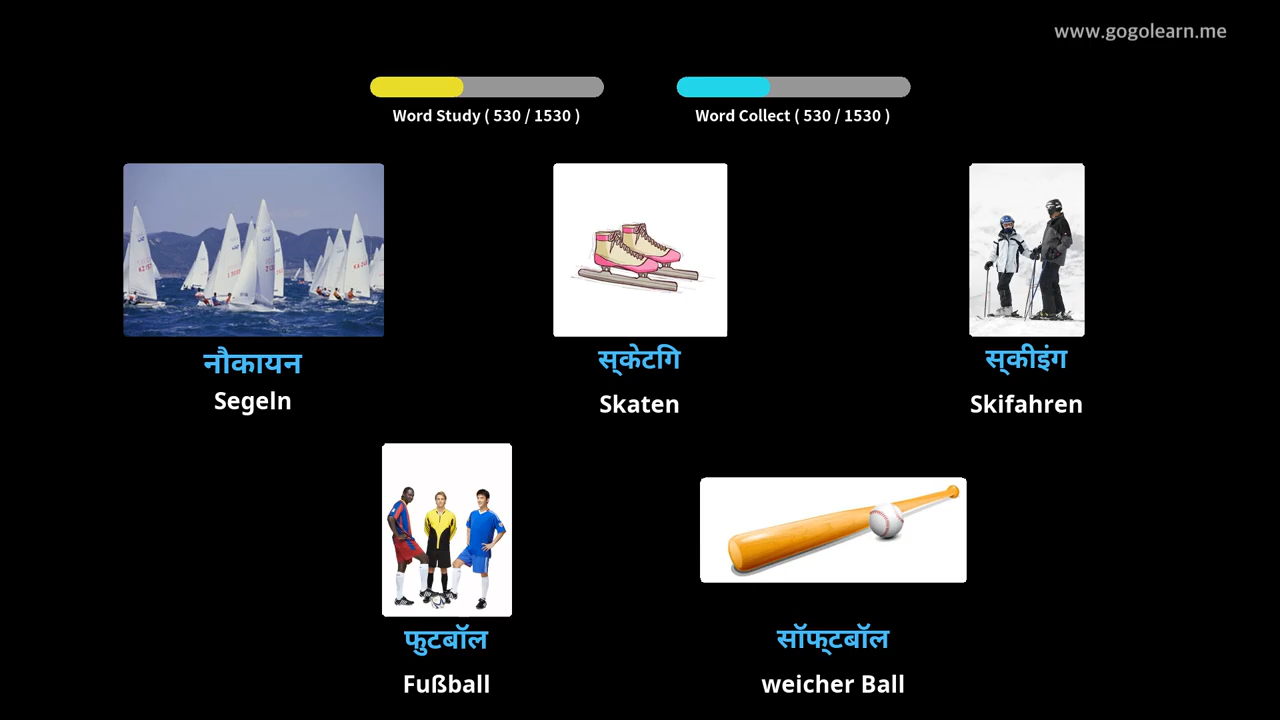 www.gogolearn.me
Word Study ( 530 / 1530 )
Word Collect ( 530 / 1530 )
नौकायन
स्केटिंग
स्कीइंग
Segeln
Skaten
Skifahren
फुटबॉल
सॉफ्टबॉल
Fußball
weicher Ball